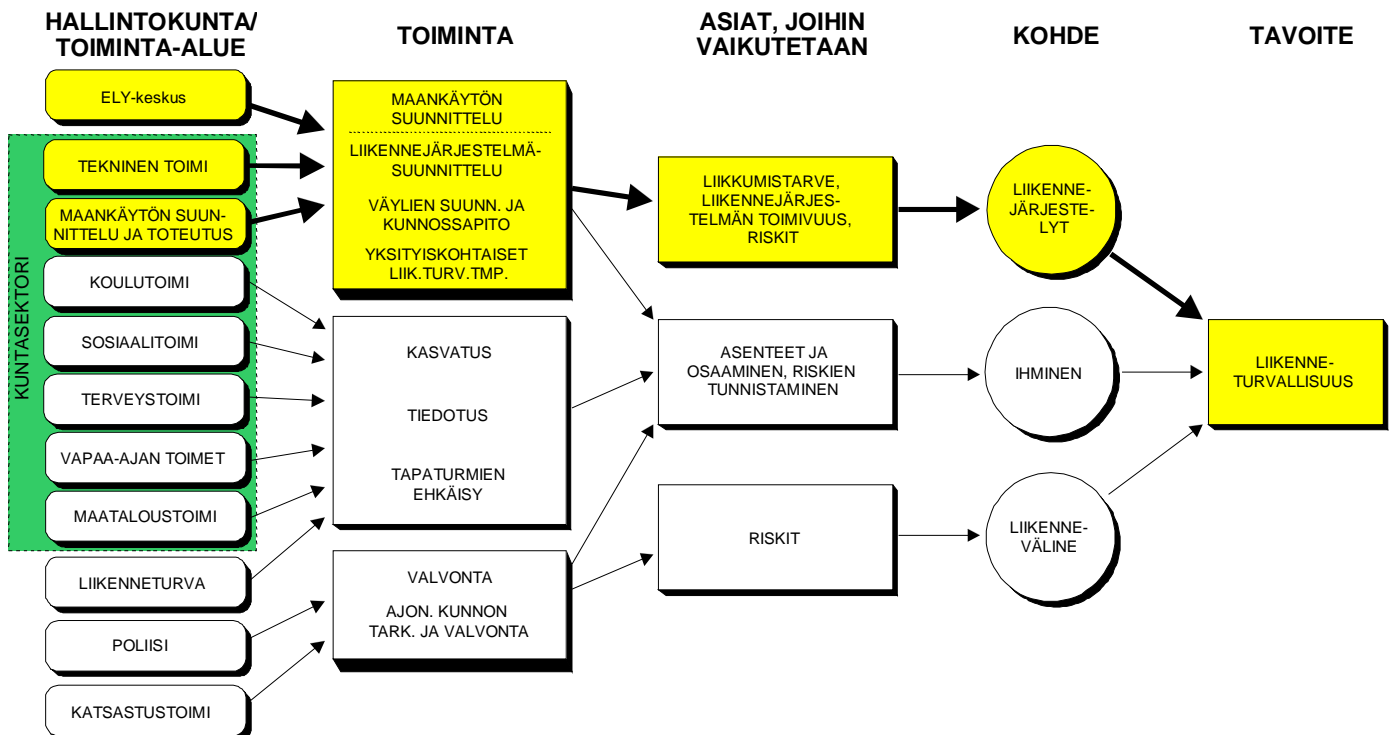 HALLINTOKUNTA/
TOIMINTA-ALUE
TOIMINTA
ASIAT, JOIHIN
VAIKUTETAAN
KOHDE
TAVOITE
ELY-keskus
KUNTASEKTORI
TEKNINEN TOIMI
MAANKÄYTÖN SUUN-
NITTELU JA TOTEUTUS
KOULUTOIMI
SOSIAALITOIMI
TERVEYSTOIMI
VAPAA-AJAN TOIMET
MAATALOUSTOIMI
LIIKENNETURVA
POLIISI
KATSASTUSTOIMI
MAANKÄYTÖN
SUUNNITTELU
LIIKENNEJÄRJESTELMÄ-
SUUNNITTELU
VÄYLIEN SUUNN. JA
KUNNOSSAPITO
YKSITYISKOHTAISET
LIIK.TURV.TMP.
KASVATUS
TIEDOTUS
TAPATURMIEN
EHKÄISY
VALVONTA
AJON. KUNNON
TARK. JA VALVONTA
LIIKKUMISTARVE,
LIIKENNEJÄRJES-
TELMÄN TOIMIVUUS,
RISKIT
ASENTEET JA
OSAAMINEN, RISKIEN
TUNNISTAMINEN
RISKIT
LIIKENNE-
JÄRJESTE-
LYT
IHMINEN
LIIKENNE-
VÄLINE
LIIKENNE-
TURVALLISUUS